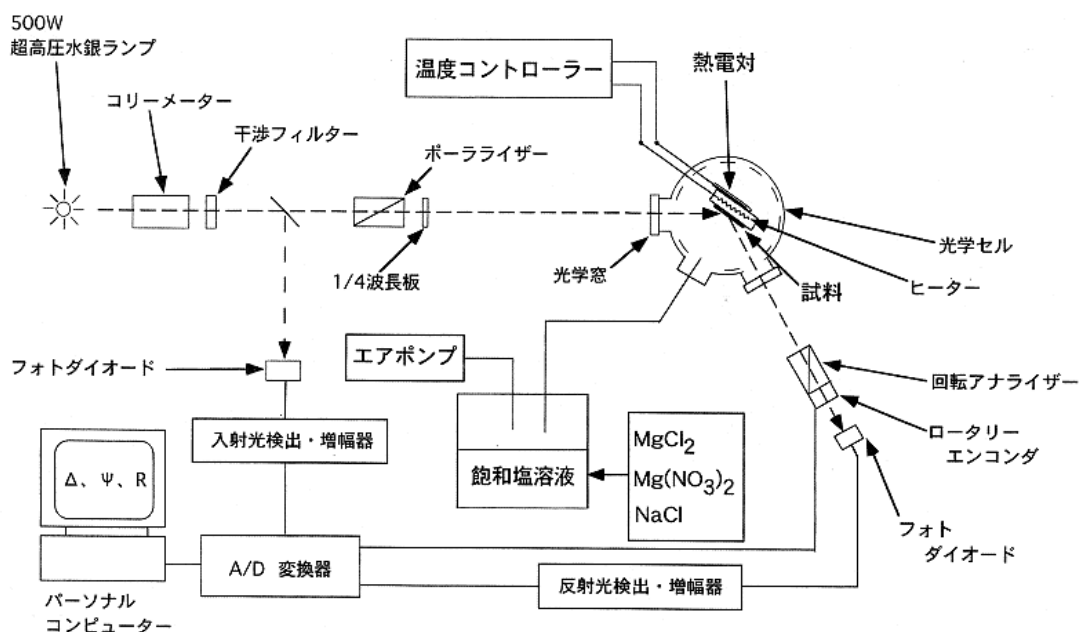 500W
超高圧水銀ランプ
コリーメーター
干渉フィルター
ポーラライザー
1/4波長板
温度コントローラー
熱電対
光学窓
試料
光学セル
ヒーター
エアポンプ
飽和塩溶液
MgCl2
Mg(NO3)2
NaCl
回転アナライザー
ロータリー
エンコンダ
フォト
ダイオード
フォトダイオード
入射光検出・増幅器
Δ、Ψ、R
A/D 変換器
反射光検出・増幅器
パーソナル
コンピューター